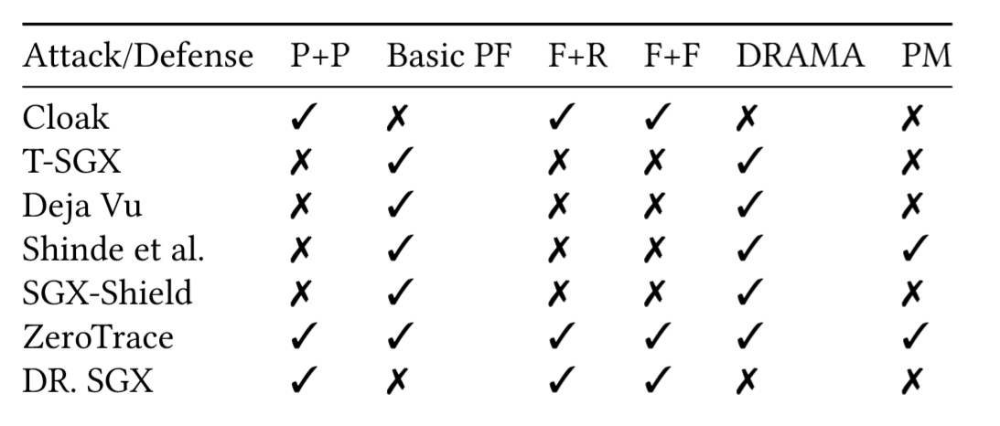 Attack/Defense P+P Basic PF F+R F+F DRAMA PM
Cloak ✓ ✗ ✓ ✓ ✗ ✗
T-SGX ✗ ✓ ✗ ✗ ✓ ✗
Deja Vu ✗ ✓ ✗ ✗ ✓ ✗
Shinde et al. ✗ ✓ ✗ ✗ ✓ ✓
SGX-Shield ✗ ✓ ✗ ✗ ✓ ✗
ZeroTrace ✓ ✓ ✓ ✓ ✓ ✓
DR. SGX ✓ ✗ ✓ ✓ ✗ ✗